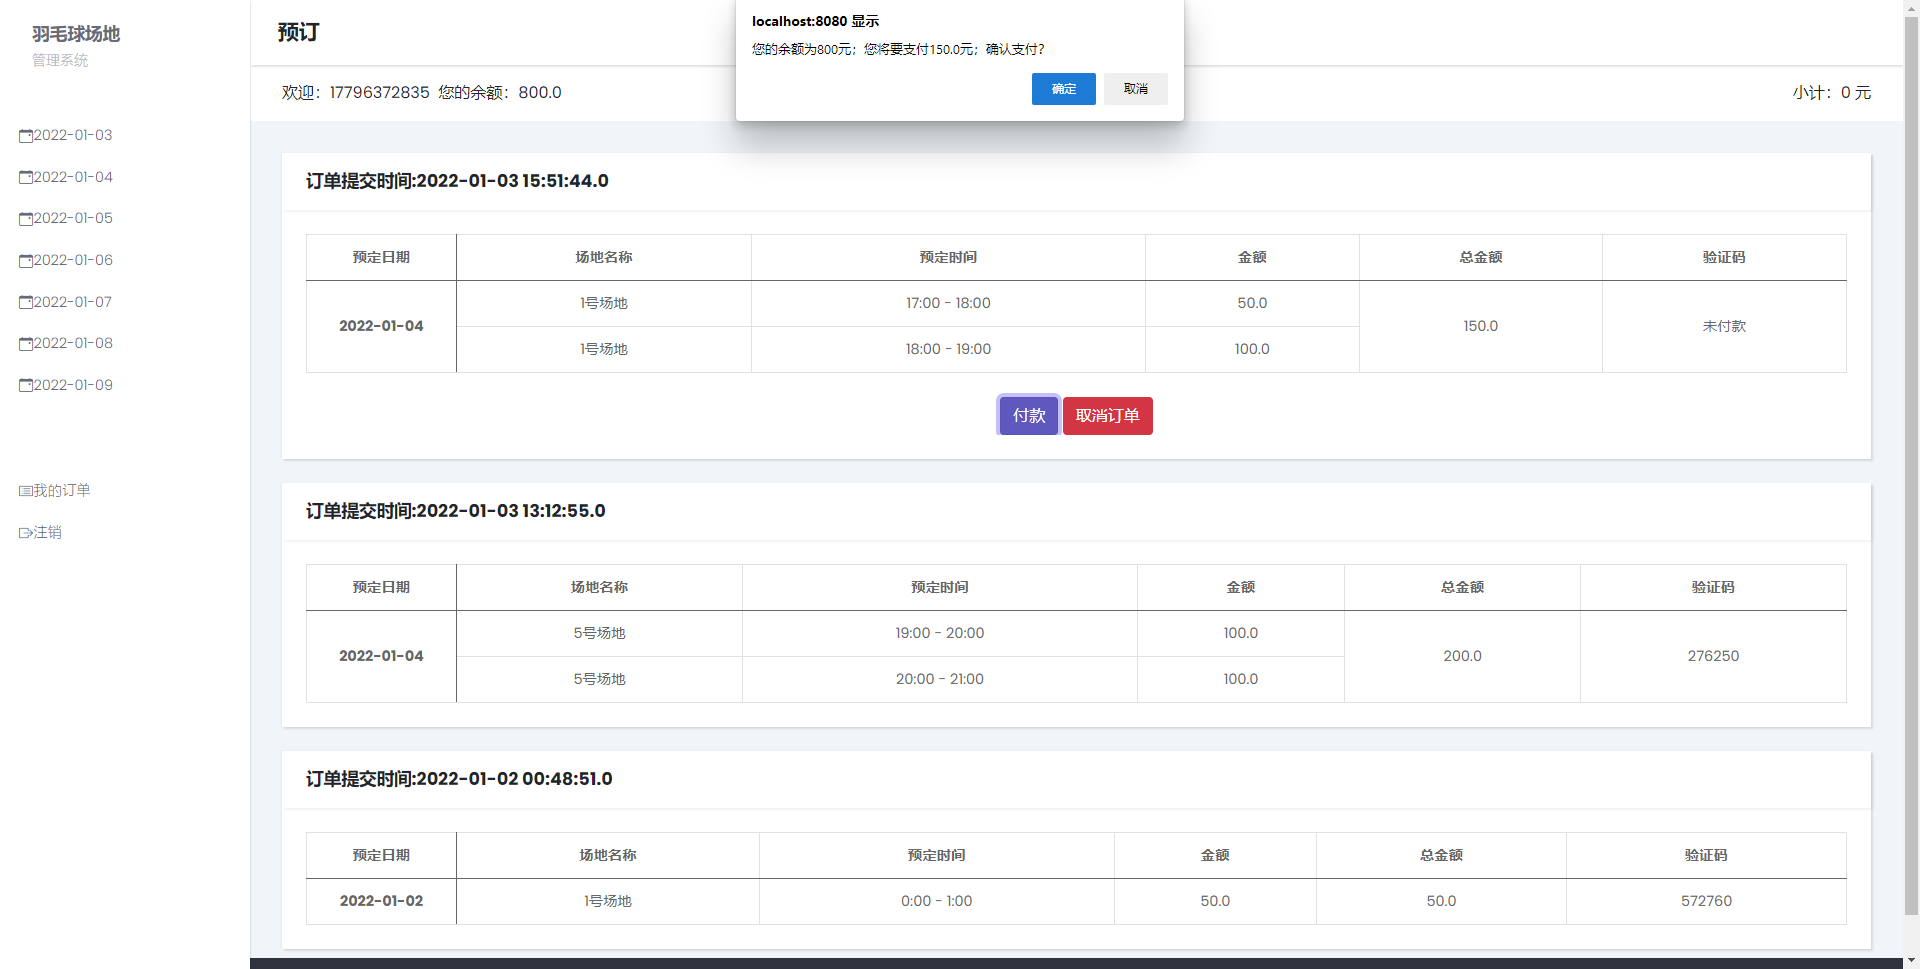 羽毛球场地
管理系统
2022-01-03
2022-01-04
2022-01-05
2022-01-06
2022-01-07
2022-01-08
2022-01-09
我的订单
注销
预订
localhost:8080 显示
您的余额为800元；您将要支付150.0元；确认支付？
确定 取消
欢迎：17796372835 您的余额：800.0 小计：0 元
订单提交时间:2022-01-03 15:51:44.0
预定日期 场地名称 预定时间 金额 总金额 验证码
2022-01-04 1号场地 17:00 - 18:00 50.0 150.0 未付款
1号场地 18:00 - 19:00 100.0
付款 取消订单
订单提交时间:2022-01-03 13:12:55.0
预定日期 场地名称 预定时间 金额 总金额 验证码
2022-01-04 5号场地 19:00 - 20:00 100.0 200.0 276250
5号场地 20:00 - 21:00 100.0
订单提交时间:2022-01-02 00:48:51.0
预定日期 场地名称 预定时间 金额 总金额 验证码
2022-01-02 1号场地 0:00 - 1:00 50.0 50.0 572760